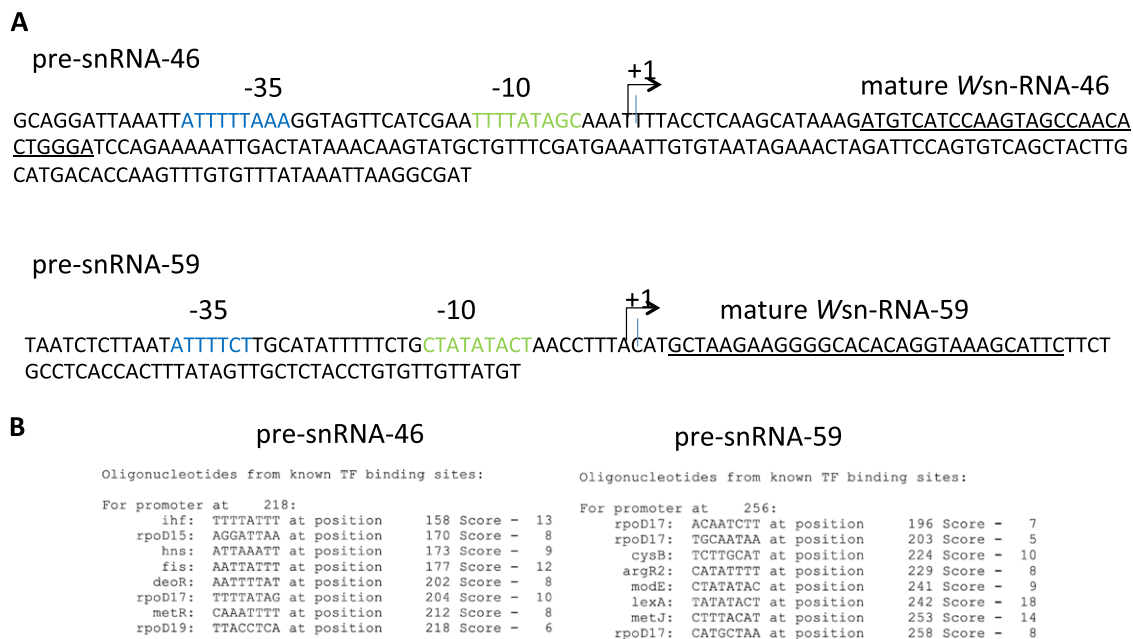 A
pre-snRNA-46
-35 -10 +1 mature Wsn-RNA-46
GCAGGATTAAATTATTTTTAAAGGTAGTTCATCGAATTTTATAGCAAATTTTACCTCAAGCATAAAGATGTCATCCAAGTAGCCAACA
CTGGGATCCAGAAAAATTGACTATAAACAAGTATGCTGTTTCGATGAAATTGTGTAATAGAAACTAGATTCCAGTGTCAGCTACTTG
CATGACACCAAGTTTGTGTTTATAAATTAAGGCGAT
pre-snRNA-59
-35 -10 +1 mature Wsn-RNA-59
TAATCTCTTAATATTTTCTTGCATATTTTTCTGCTATATACTAACCTTTACATGCTAAGAAGGGGCACACAGGTAAAGCATTCTTCT
GCCTCACCACTTTATAGTTGCTCTACCTGTGTTGTTATGT
B
pre-snRNA-46 pre-snRNA-59
Oligonucleotides from known TF binding sites:
For promoter at 218:
ihf: TTTTATTT at position 158 Score - 13
rpoD15: AGGATTAA at position 170 Score - 8
hns: ATTAAATT at position 173 Score - 9
fis: AATTATTT at position 177 Score - 12
deoR: AATTTTAT at position 202 Score - 8
rpoD17: TTTTATAG at position 204 Score - 10
metR: CAAATTTT at position 212 Score - 8
rpoD19: TTACCTCA at position 218 Score - 6
Oligonucleotides from known TF binding sites:
For promoter at 256:
rpoD17: ACAATCTT at position 196 Score - 7
rpoD17: TGCAATAA at position 203 Score - 5
cysB: TCTTGCAT at position 224 Score - 10
argR2: CATATTTT at position 229 Score - 8
modE: CTATATAC at position 241 Score - 9
lexA: TATATACT at position 242 Score - 18
metJ: CTTTACAT at position 253 Score - 14
rpoD17: CATGCTAA at position 258 Score - 8